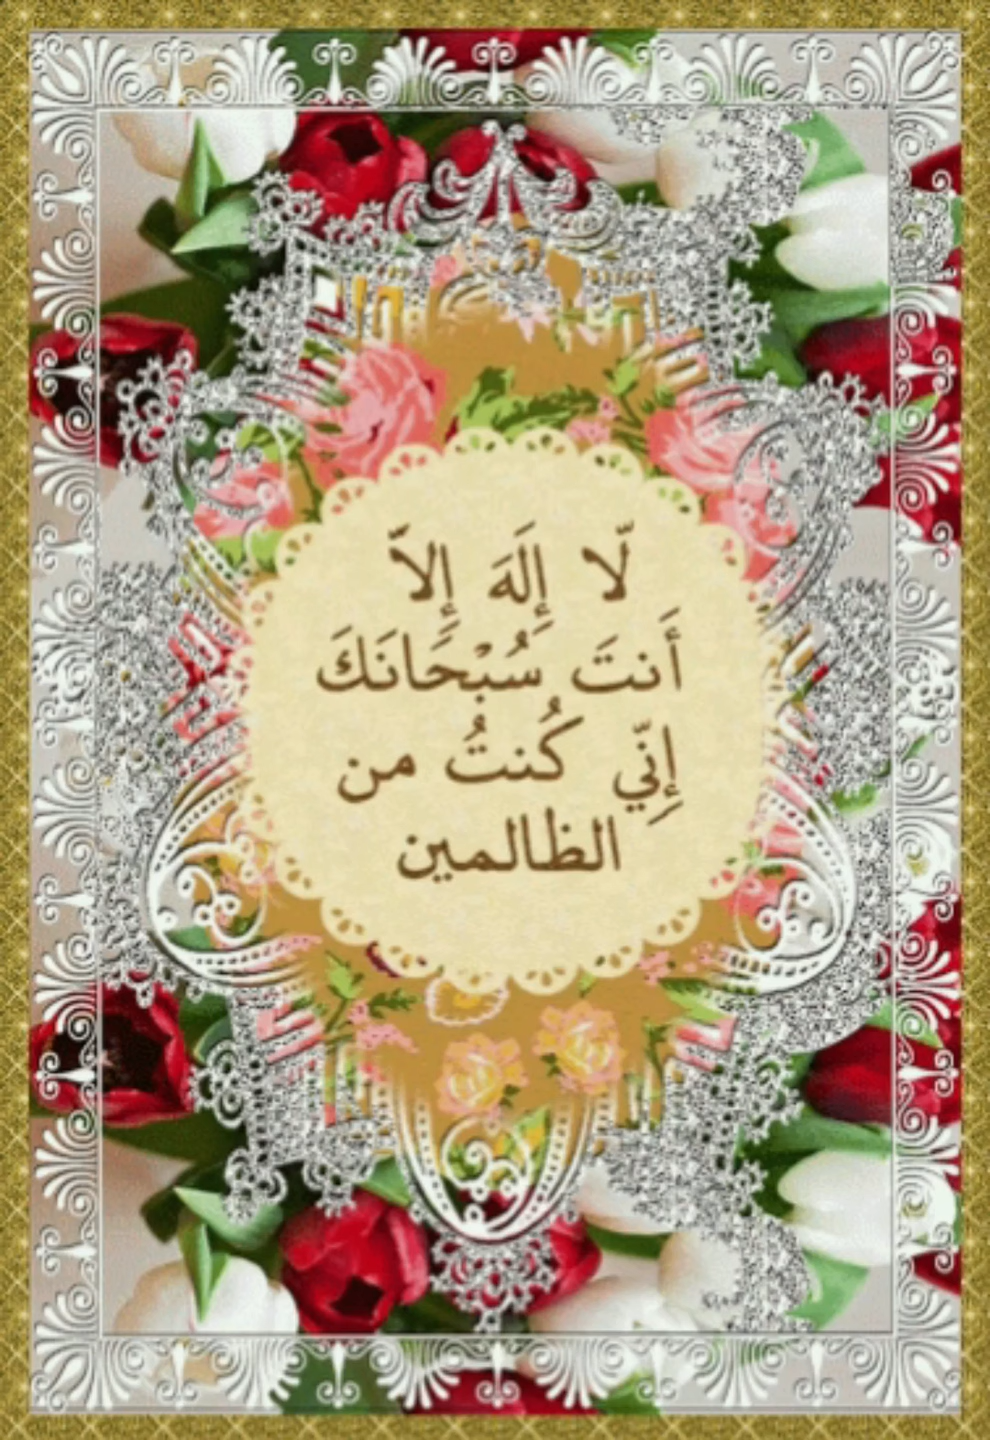 لَّا إِلَهَ إِلاَّ
أَنتَ سُبْحَانَكَ
إِنِّي كُنتُ من
الظالمين